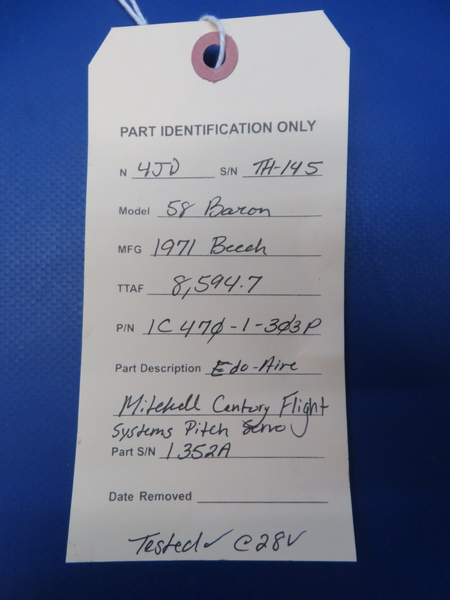 PART IDENTIFICATION ONLY
N 4JD S/N TH-145
Model 58 Baron
MFG 1971 Beech
TTAF 8,594.7
P/N 1C470-1-303P
Part Description Edo-Aire
Mitchell Century Flight
Systems Pitch Servo
Part S/N 1352A
Date Removed
Tested✓ @28V